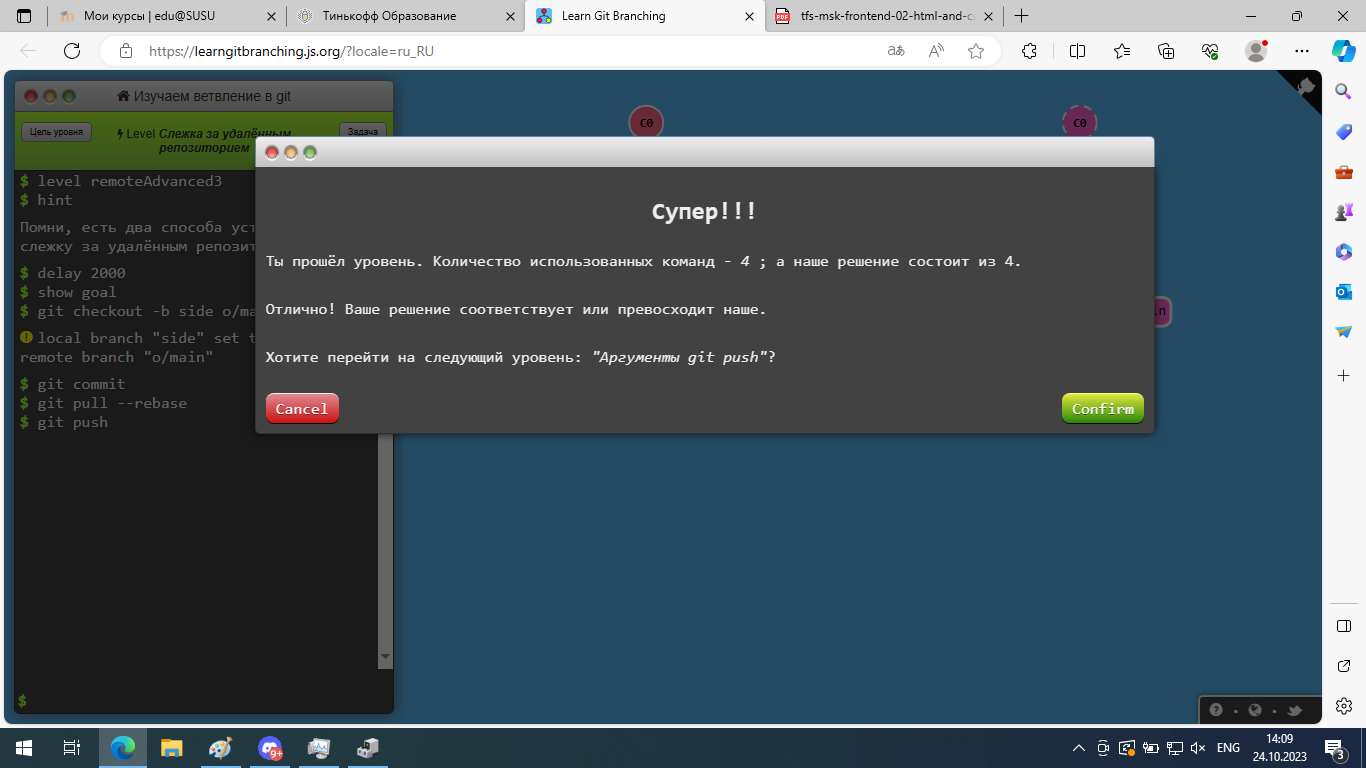 Мои курсы | edu@SUSU
Тинькофф Образование
Learn Git Branching
tfs-msk-frontend-02-html-and-cs
https://learngitbranching.js.org/?locale=ru_RU
Изучаем ветвление в git
Цель уровня
Level Слежка за удалённым
репозиторием
Задача
$ level remoteAdvanced3
$ hint
Помни, есть два способа уст
слежку за удалённым репозит
$ delay 2000
$ show goal
$ git checkout -b side o/ma
local branch "side" set t
remote branch "o/main"
$ git commit
$ git pull --rebase
$ git push
$
C0
C0
in
Супер!!!
Ты прошёл уровень. Количество использованных команд - 4 ; а наше решение состоит из 4.
Отлично! Ваше решение соответствует или превосходит наше.
Хотите перейти на следующий уровень: "Аргументы git push"?
Cancel
Confirm
9+
ENG
14:09
24.10.2023
3